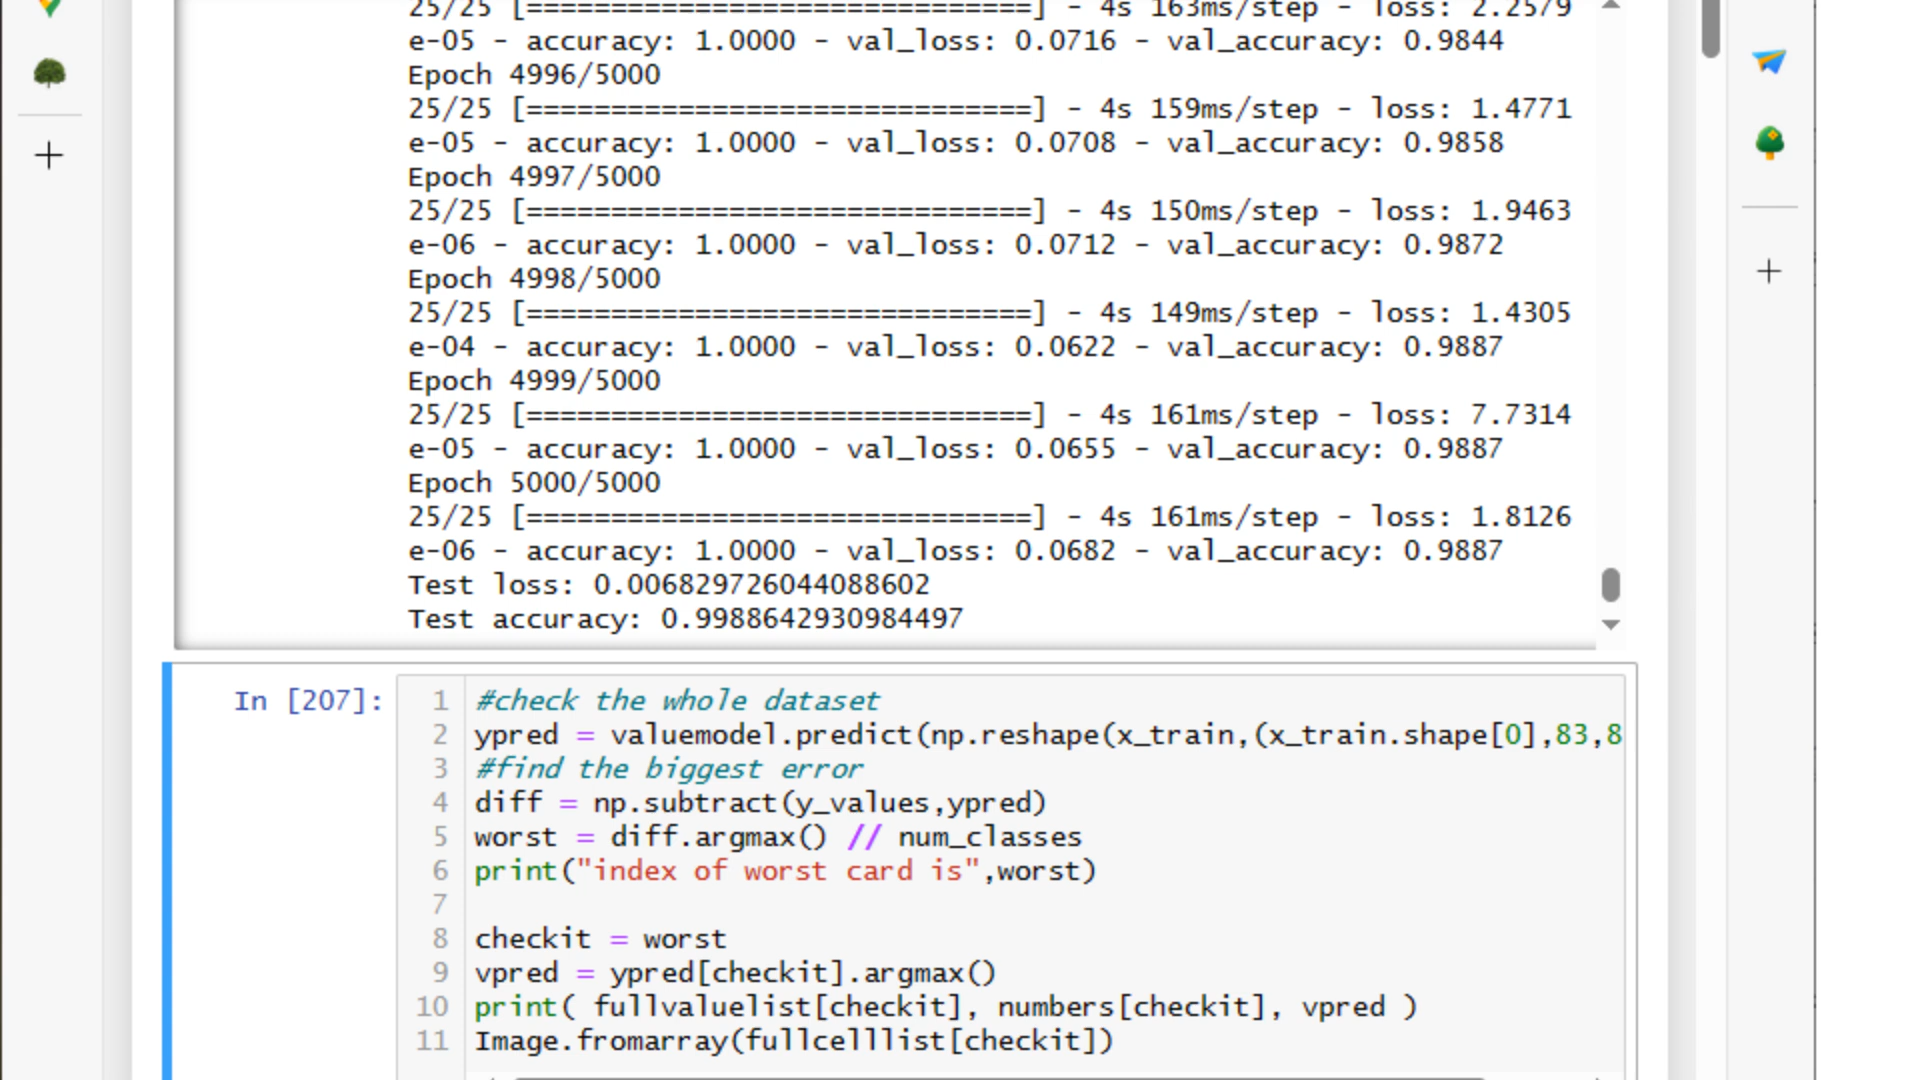 25/25 [==============================] - 4s 163ms/step - loss: 2.2579
e-05 - accuracy: 1.0000 - val_loss: 0.0716 - val_accuracy: 0.9844
Epoch 4996/5000
25/25 [==============================] - 4s 159ms/step - loss: 1.4771
e-05 - accuracy: 1.0000 - val_loss: 0.0708 - val_accuracy: 0.9858
Epoch 4997/5000
25/25 [==============================] - 4s 150ms/step - loss: 1.9463
e-06 - accuracy: 1.0000 - val_loss: 0.0712 - val_accuracy: 0.9872
Epoch 4998/5000
25/25 [==============================] - 4s 149ms/step - loss: 1.4305
e-04 - accuracy: 1.0000 - val_loss: 0.0622 - val_accuracy: 0.9887
Epoch 4999/5000
25/25 [==============================] - 4s 161ms/step - loss: 7.7314
e-05 - accuracy: 1.0000 - val_loss: 0.0655 - val_accuracy: 0.9887
Epoch 5000/5000
25/25 [==============================] - 4s 161ms/step - loss: 1.8126
e-06 - accuracy: 1.0000 - val_loss: 0.0682 - val_accuracy: 0.9887
Test loss: 0.006829726044088602
Test accuracy: 0.9988642930984497
In [207]:
1 #check the whole dataset
2 ypred = valuemodel.predict(np.reshape(x_train,(x_train.shape[0],83,8
3 #find the biggest error
4 diff = np.subtract(y_values,ypred)
5 worst = diff.argmax() // num_classes
6 print("index of worst card is",worst)
7
8 checkit = worst
9 vpred = ypred[checkit].argmax()
10 print( fullvaluelist[checkit], numbers[checkit], vpred )
11 Image.fromarray(fullcelllist[checkit])